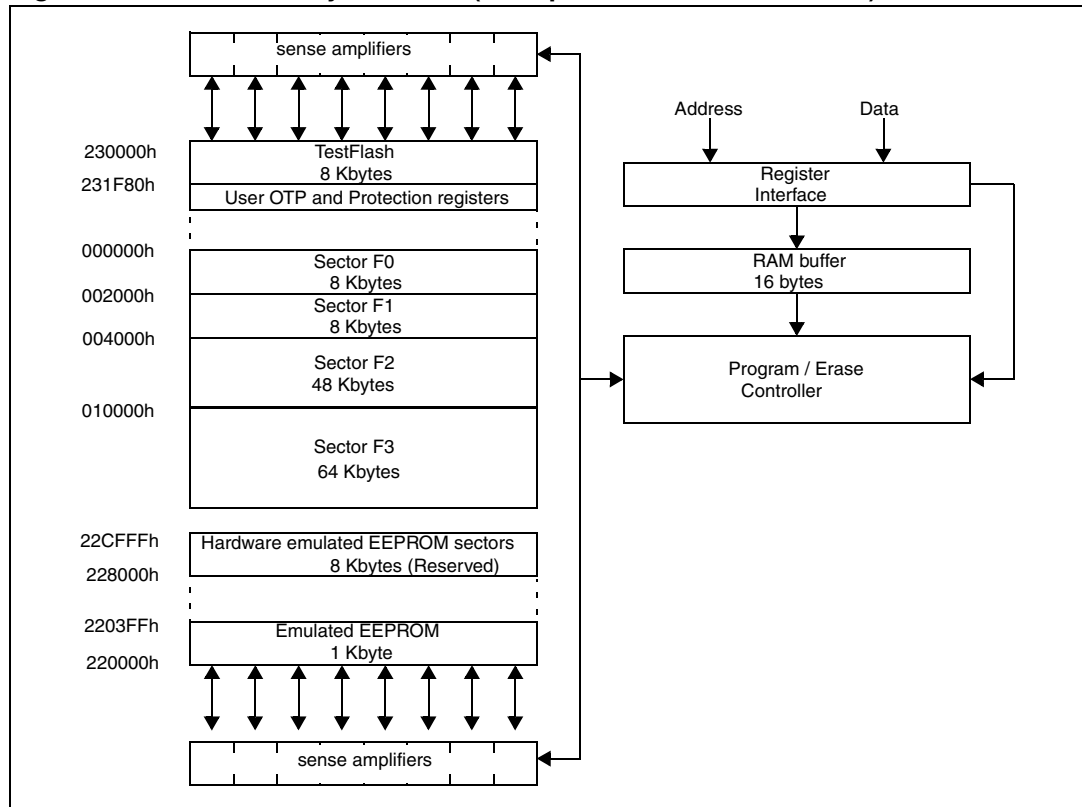 sense amplifiers
230000h
TestFlash
8 Kbytes
231F80h
User OTP and Protection registers
000000h
Sector F0
8 Kbytes
002000h
Sector F1
8 Kbytes
004000h
Sector F2
48 Kbytes
010000h
Sector F3
64 Kbytes
22CFFFh
Hardware emulated EEPROM sectors
8 Kbytes (Reserved)
228000h
2203FFh
Emulated EEPROM
1 Kbyte
220000h
sense amplifiers
Address
Data
Register
Interface
RAM buffer
16 bytes
Program / Erase
Controller